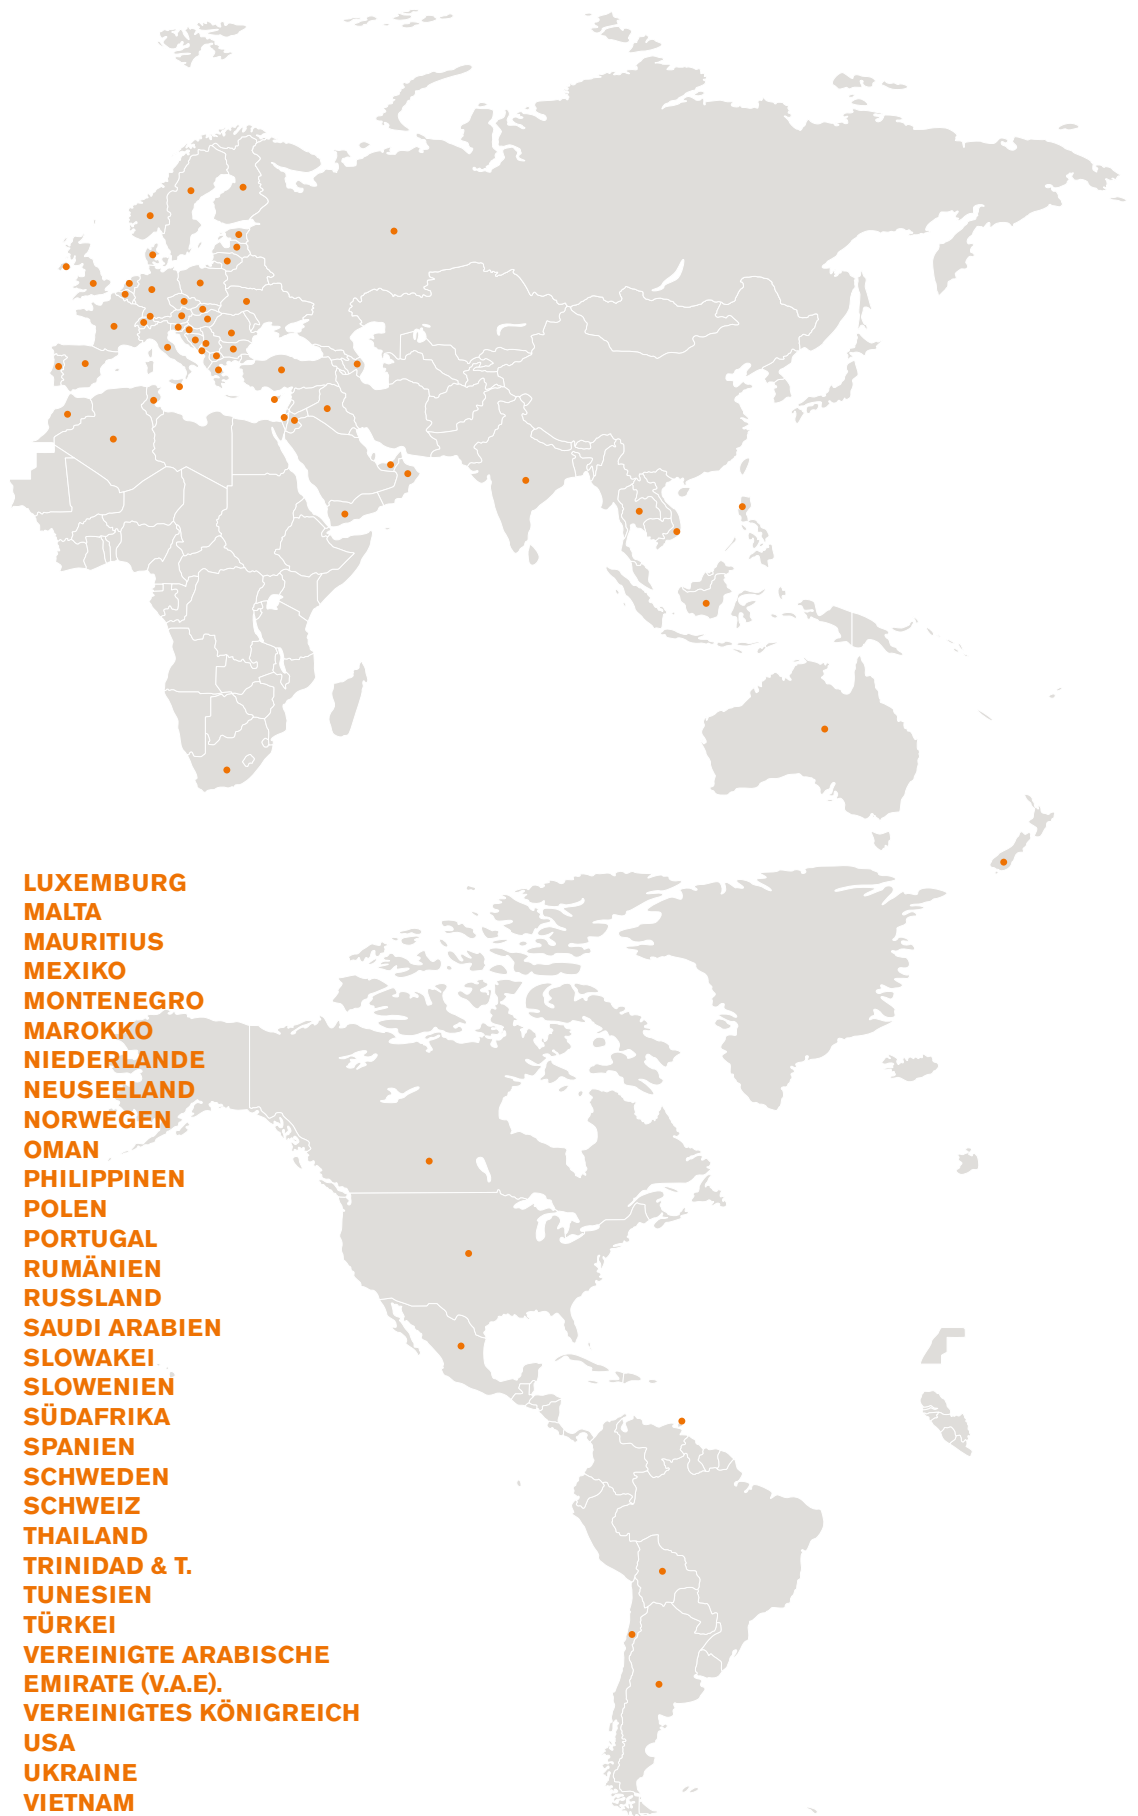 LUXEMBURG
MALTA
MAURITIUS
MEXIKO
MONTENEGRO
MAROKKO
NIEDERLANDE
NEUSEELAND
NORWEGEN
OMAN
PHILIPPINEN
POLEN
PORTUGAL
RUMÄNIEN
RUSSLAND
SAUDI ARABIEN
SLOWAKEI
SLOWENIEN
SÜDAFRIKA
SPANIEN
SCHWEDEN
SCHWEIZ
THAILAND
TRINIDAD & T.
TUNESIEN
TÜRKEI
VEREINIGTE ARABISCHE
EMIRATE (V.A.E).
VEREINIGTES KÖNIGREICH
USA
UKRAINE
VIETNAM